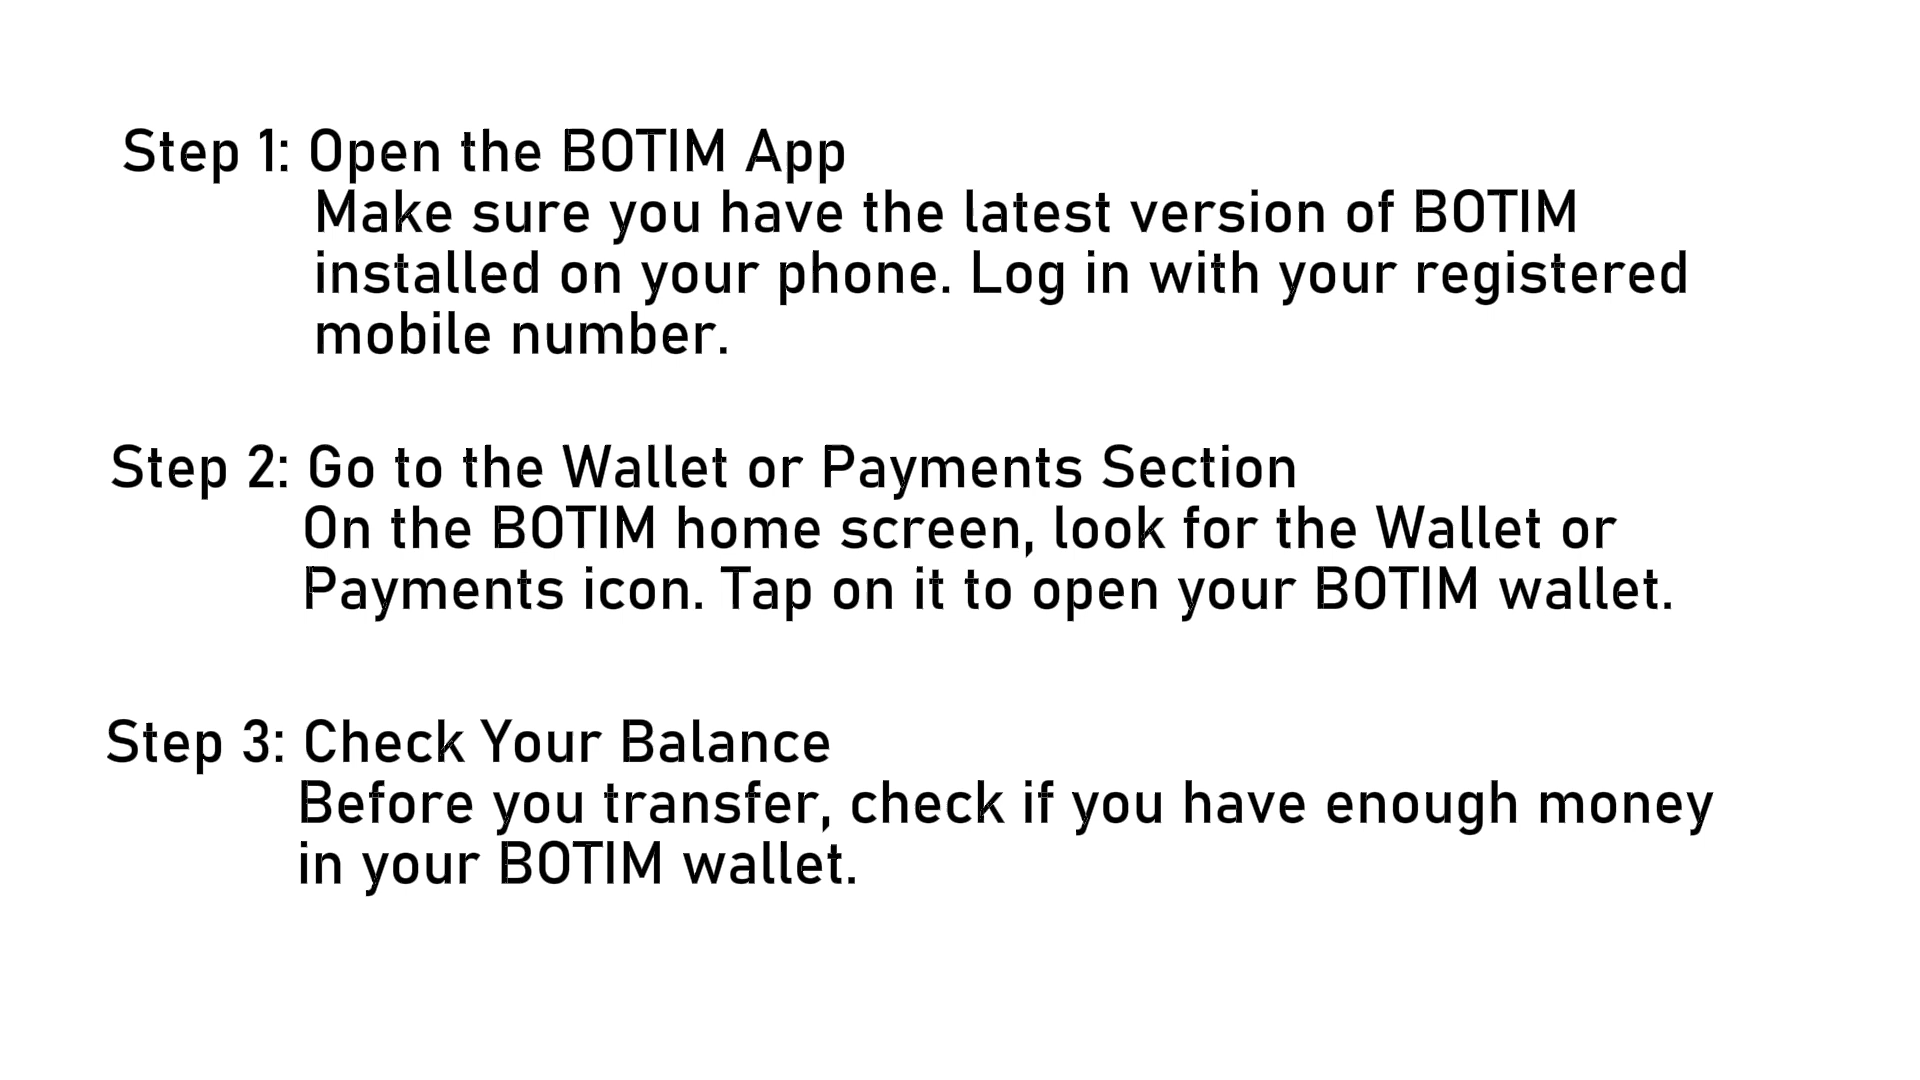 Step 1: Open the BOTIM App
Make sure you have the latest version of BOTIM
installed on your phone. Log in with your registered
mobile number.
Step 2: Go to the Wallet or Payments Section
On the BOTIM home screen, look for the Wallet or
Payments icon. Tap on it to open your BOTIM wallet.
Step 3: Check Your Balance
Before you transfer, check if you have enough money
in your BOTIM wallet.